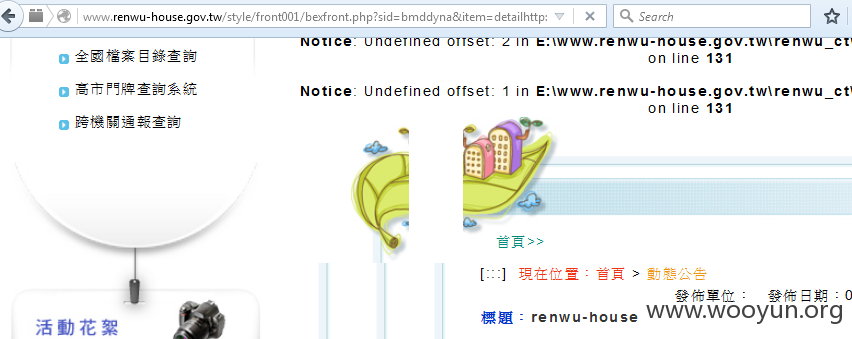 www.renwu-house.gov.tw/style/front001/bexfront.php?sid=bmddyna&item=detailhttp:
Search
全國檔案目錄查詢
高市門牌查詢系統
跨機關通報查詢
活動花絮
Notice: Undefined offset: 2 in E:\www.renwu-house.gov.tw\renwu_ct\
on line 131
Notice: Undefined offset: 1 in E:\www.renwu-house.gov.tw\renwu_ct\
on line 131
首頁>>
[:::] 現在位置：首頁 > 動態公告
發佈單位： 發佈日期：0
標題：renwu-house
www.wooyun.org